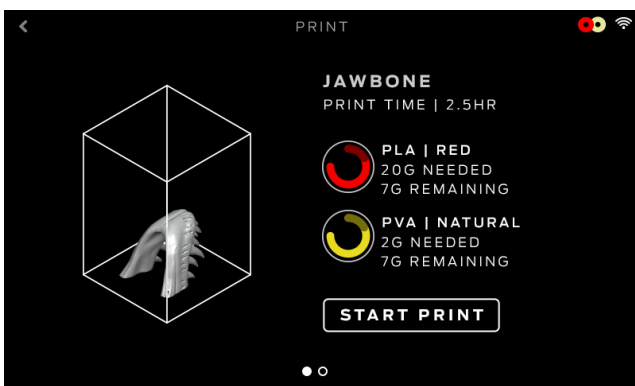 PRINT
JAWBONE
PRINT TIME | 2.5HR
PLA | RED
20G NEEDED
7G REMAINING
PVA | NATURAL
2G NEEDED
7G REMAINING
START PRINT